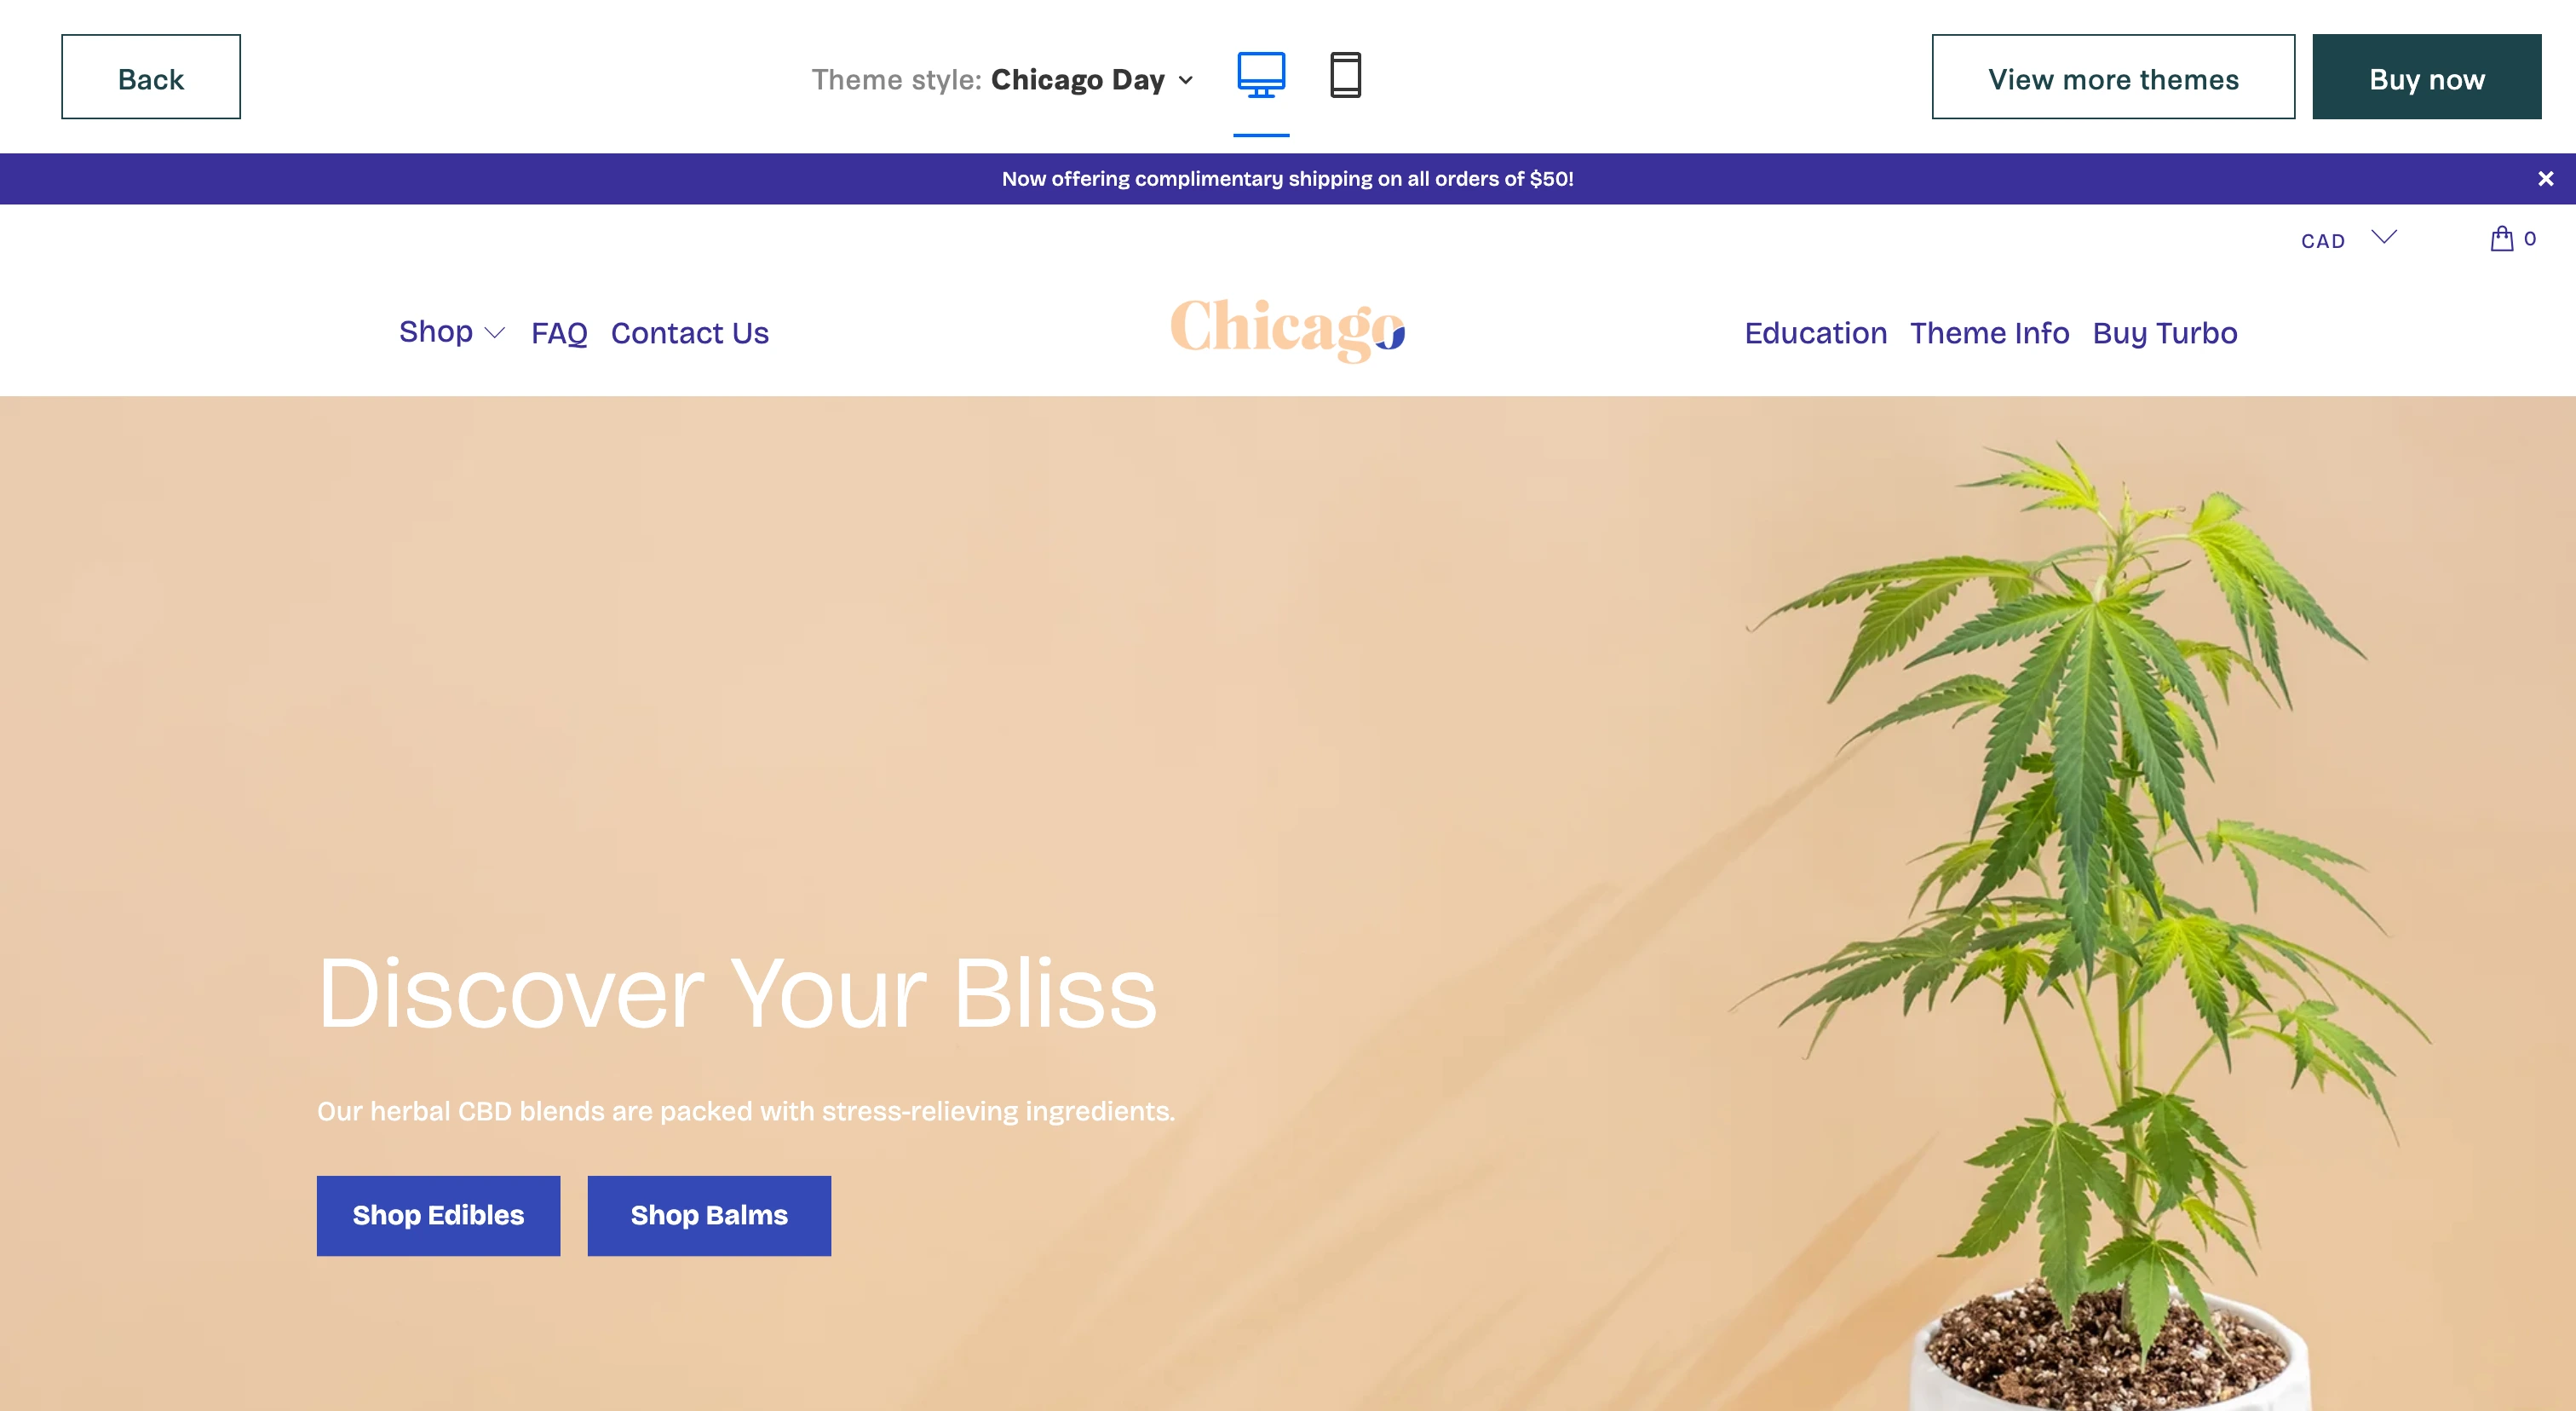 Back
Theme style: Chicago Day
View more themes
Buy now
Now offering complimentary shipping on all orders of $50!
CAD
0
Shop
FAQ
Contact Us
Chicago
Education
Theme Info
Buy Turbo
Discover Your Bliss
Our herbal CBD blends are packed with stress-relieving ingredients.
Shop Edibles
Shop Balms